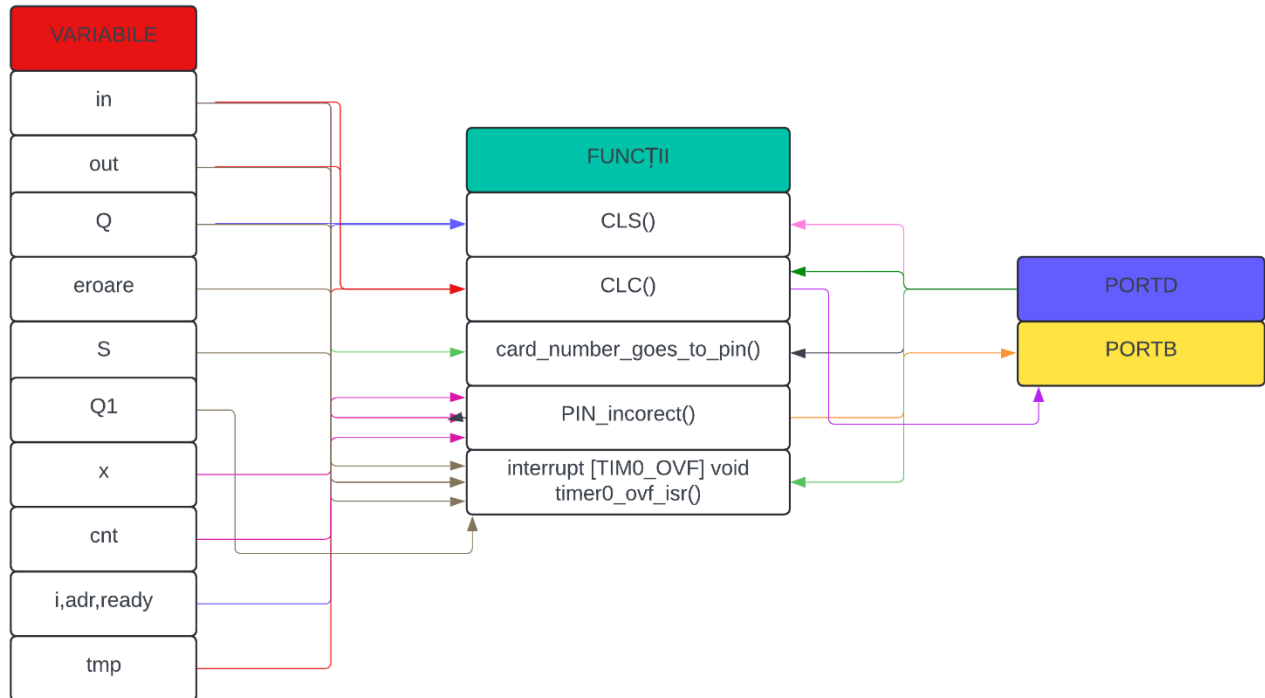 VARIABILE
in
out
Q
eroare
S
Q1
x
cnt
i,adr,ready
tmp
FUNCȚII
CLS()
CLC()
card_number_goes_to_pin()
PIN_incorect()
interrupt [TIM0_OVF] void
timer0_ovf_isr()
PORTD
PORTB